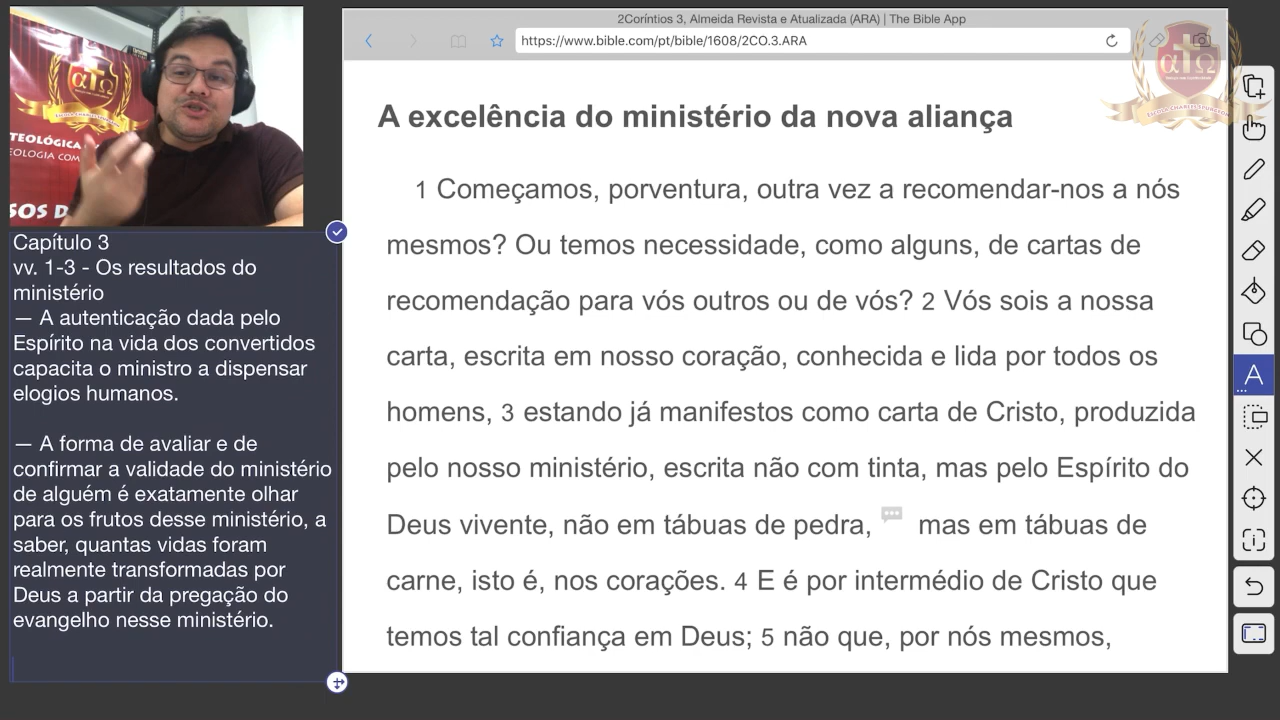 2Coríntios 3, Almeida Revista e Atualizada (ARA) | The Bible App
https://www.bible.com/pt/bible/1608/2CO.3.ARA
TEOLÓGICA
EOLOGIA COM
SOS D
Capítulo 3
vv. 1-3 - Os resultados do
ministério
— A autenticação dada pelo
Espírito na vida dos convertidos
capacita o ministro a dispensar
elogios humanos.
— A forma de avaliar e de
confirmar a validade do ministério
de alguém é exatamente olhar
para os frutos desse ministério, a
saber, quantas vidas foram
realmente transformadas por
Deus a partir da pregação do
evangelho nesse ministério.
A excelência do ministério da nova aliança
1 Começamos, porventura, outra vez a recomendar-nos a nós
mesmos? Ou temos necessidade, como alguns, de cartas de
recomendação para vós outros ou de vós? 2 Vós sois a nossa
carta, escrita em nosso coração, conhecida e lida por todos os
homens, 3 estando já manifestos como carta de Cristo, produzida
pelo nosso ministério, escrita não com tinta, mas pelo Espírito do
Deus vivente, não em tábuas de pedra, mas em tábuas de
carne, isto é, nos corações. 4 E é por intermédio de Cristo que
temos tal confiança em Deus; 5 não que, por nós mesmos,
A